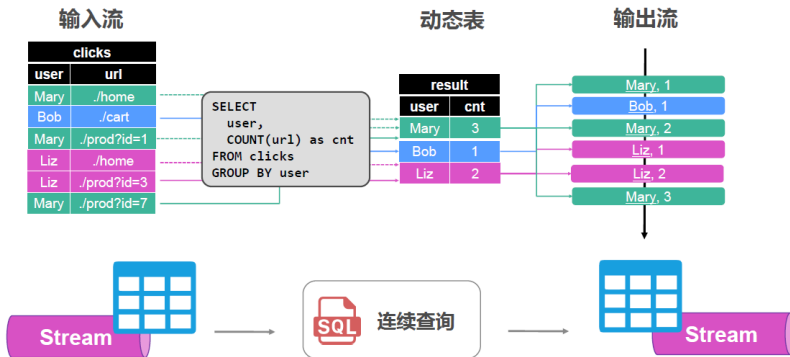 输入流
动态表
输出流
clicks
user url
Mary ./home
Bob ./cart
Mary ./prod?id=1
Liz ./home
Liz ./prod?id=3
Mary ./prod?id=7
SELECT
user,
COUNT(url) as cnt
FROM clicks
GROUP BY user
result
user cnt
Mary 3
Bob 1
Liz 2
Mary, 1
Bob, 1
Mary, 2
Liz, 1
Liz, 2
Mary, 3
Stream
SQL
连续查询
Stream